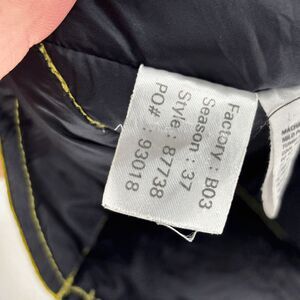 Factory : B03
Season : 37
Style : 87738
PO# : 93018